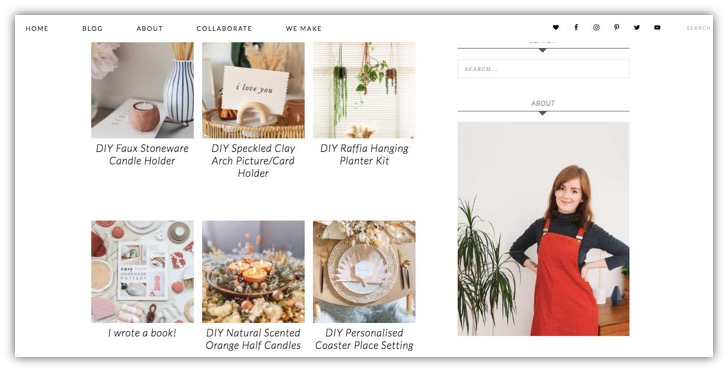 HOME BLOG ABOUT COLLABORATE WE MAKE SEARCH...
SEARCH...
ABOUT
i love you
DIY Faux Stoneware
Candle Holder
DIY Speckled Clay
Arch Picture/Card
Holder
DIY Raffia Hanging
Planter Kit
HOMEMADE
POTTERY
I wrote a book!
DIY Natural Scented
Orange Half Candles
DIY Personalised
Coaster Place Setting